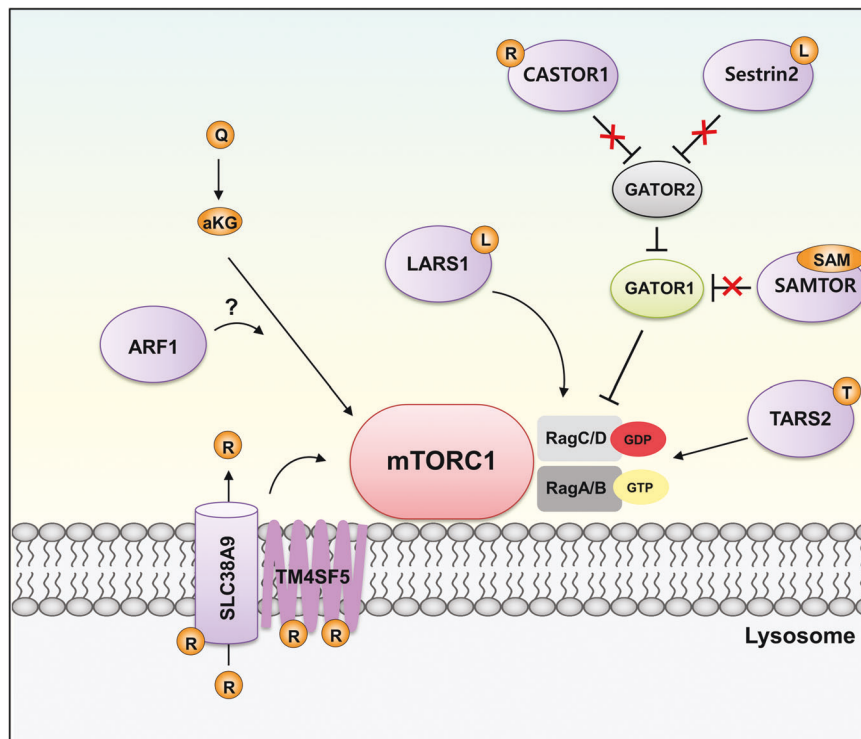 R
CASTOR1
L
Sestrin2
Q
aKG
GATOR2
L
LARS1
SAM
SAMTOR
GATOR1
?
ARF1
T
TARS2
R
mTORC1
RagC/D
GDP
RagA/B
GTP
SLC38A9
TM4SF5
R
R
R
R
Lysosome